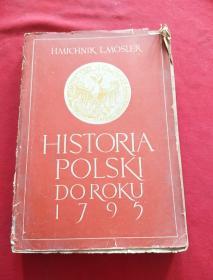 H.MICHNIK L.MOSLER
HISTORIA
POLSKI
DO ROKU
1795